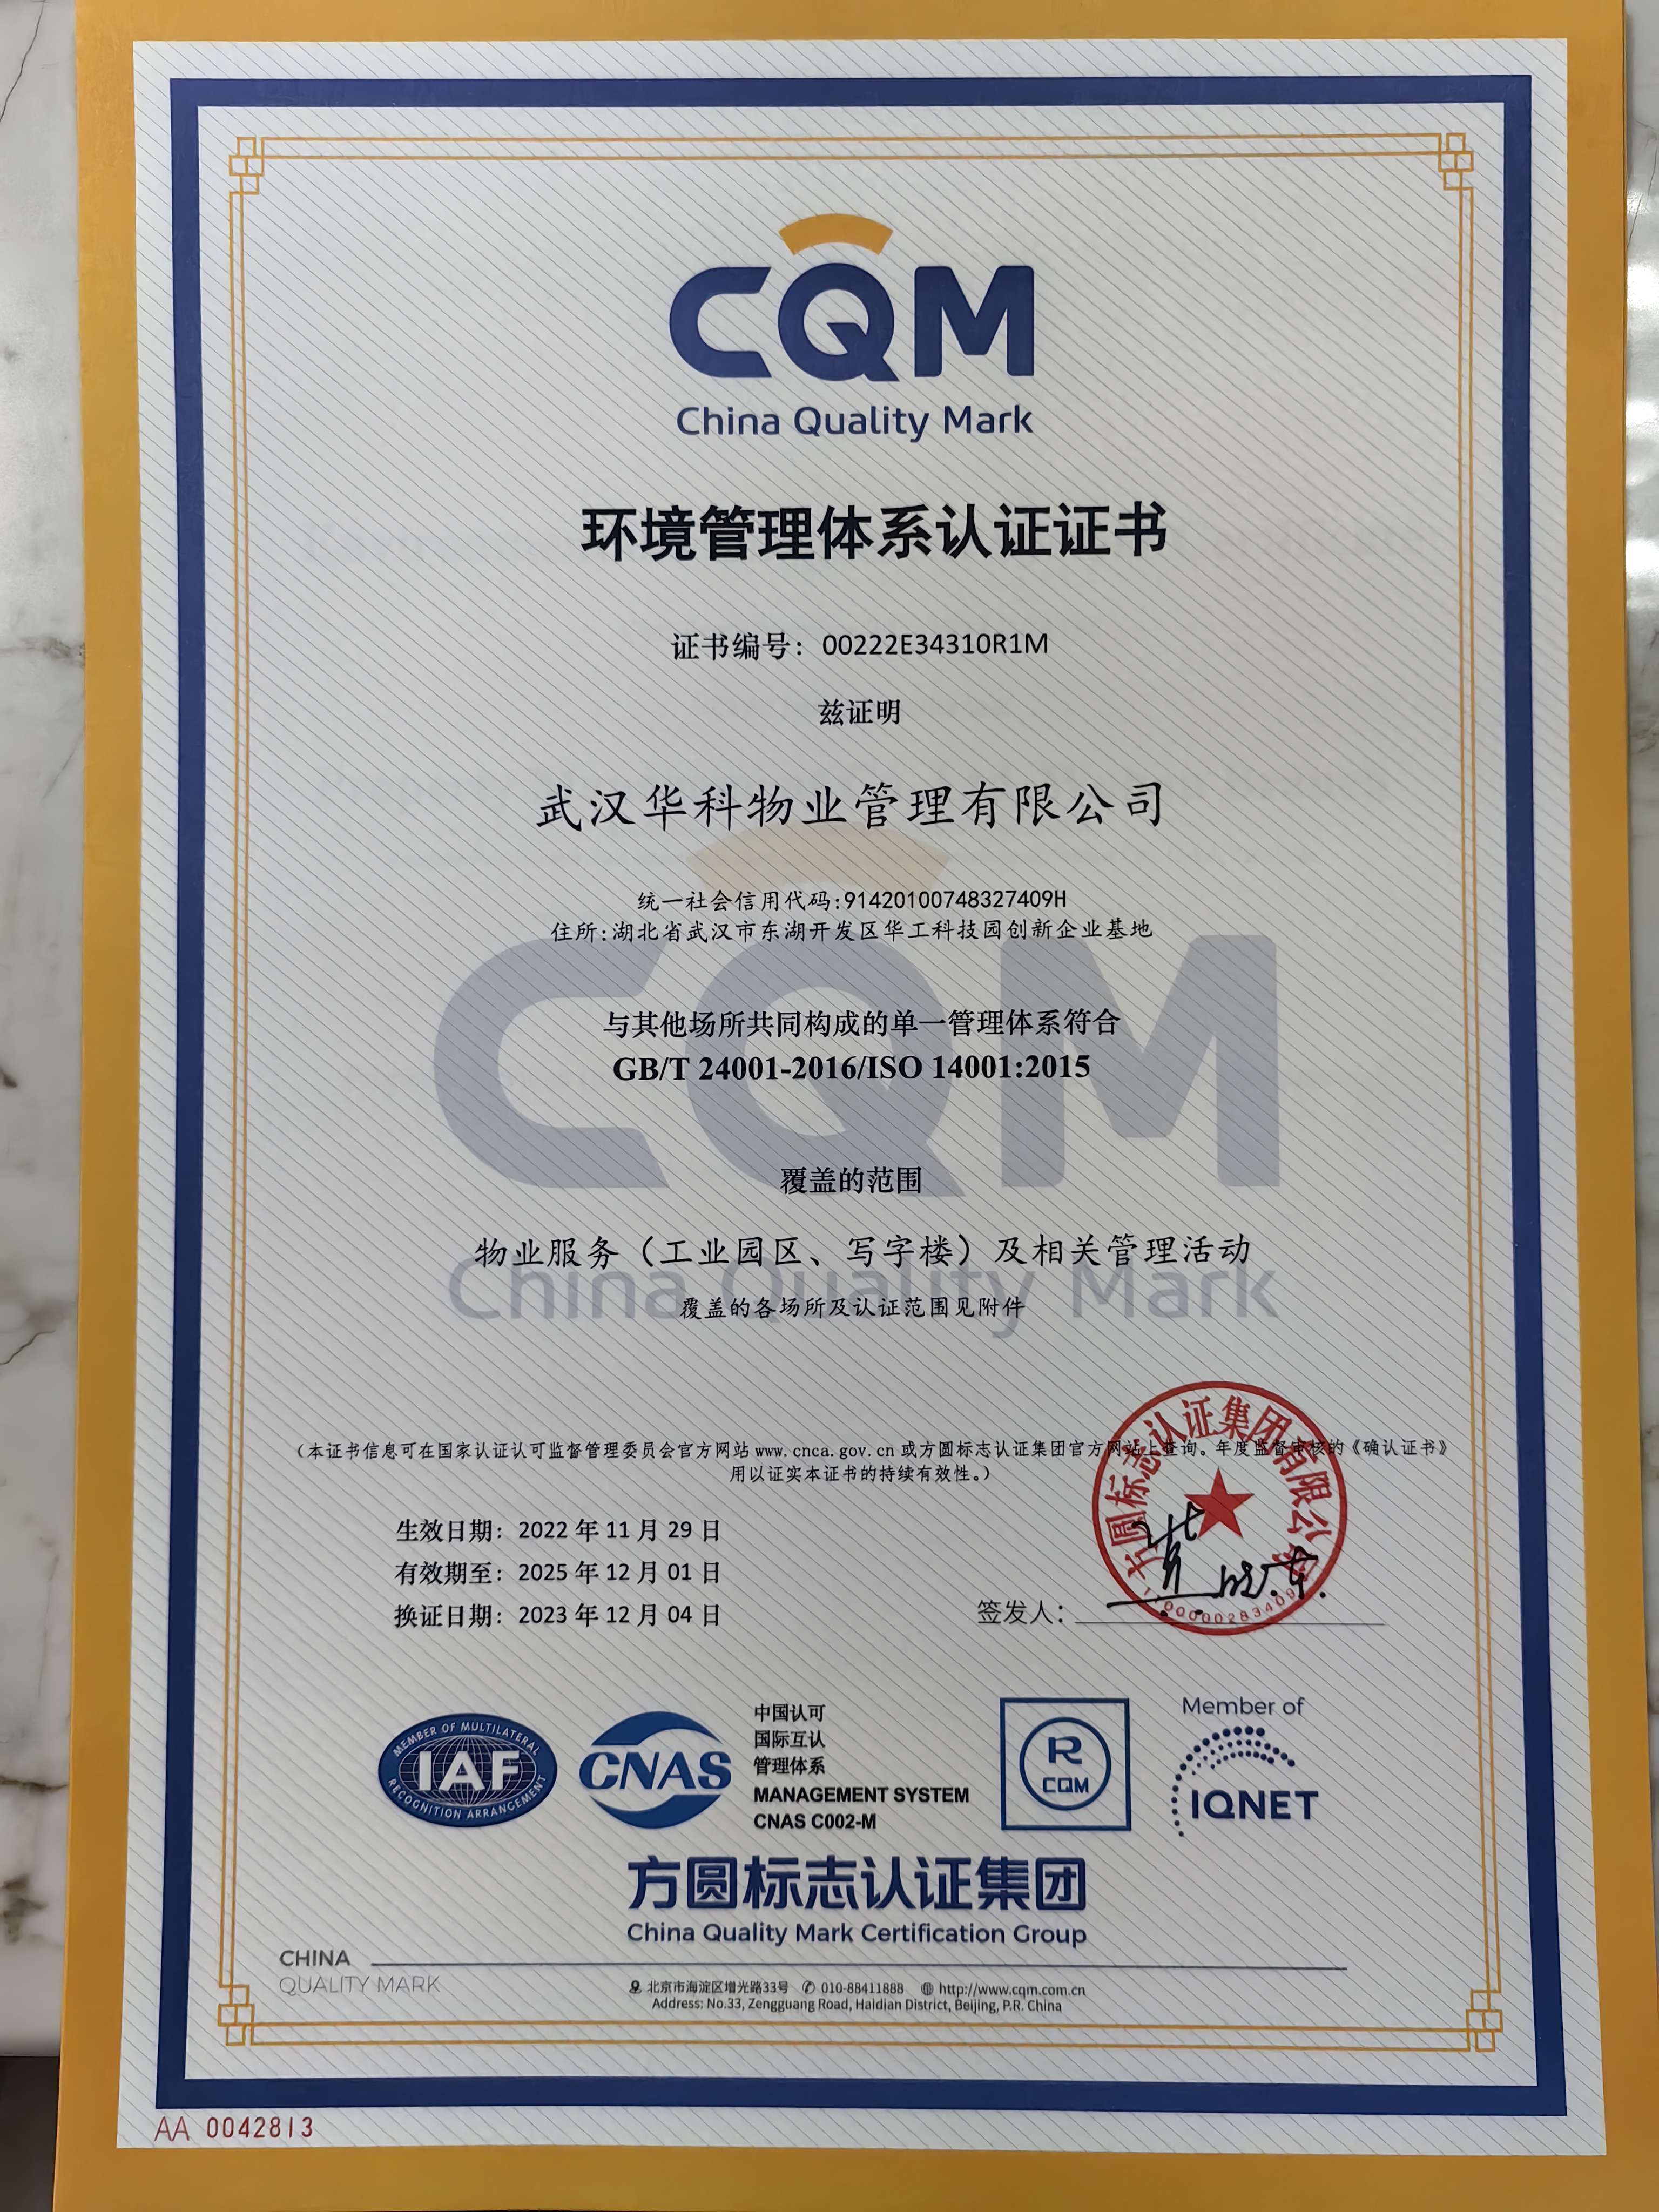 CQM
China Quality Mark
环境管理体系认证证书
证书编号：00222E34310R1M
兹证明
武汉华科物业管理有限公司
统一社会信用代码:91420100748327409H
住所:湖北省武汉市东湖开发区华工科技园创新企业基地
与其他场所共同构成的单一管理体系符合
GB/T 24001-2016/ISO 14001:2015
覆盖的范围
物业服务（工业园区、写字楼）及相关管理活动
覆盖的各场所及认证范围见附件
CQM
China Quality Mark
（本证书信息可在国家认证认可监督管理委员会官方网站 www.cnca.gov.cn 或方圆标志认证集团官方网站上查询。年度监督审核的《确认证书》
用以证实本证书的持续有效性。）
生效日期：2022 年 11 月 29 日
有效期至：2025 年 12 月 01 日
换证日期：2023 年 12 月 04 日
签发人：
方圆标志认证集团有限公司
MEMBER OF MULTILATERAL
IAF
RECOGNITION ARRANGEMENT
CNAS
中国认可
国际互认
管理体系
MANAGEMENT SYSTEM
CNAS C002-M
R
CQM
Member of
IQNET
方圆标志认证集团
China Quality Mark Certification Group
CHINA
QUALITY MARK
北京市海淀区增光路33号 010-88411888 http://www.cqm.com.cn
Address: No.33, Zengguang Road, Haidian District, Beijing, P.R. China
AA 0042813